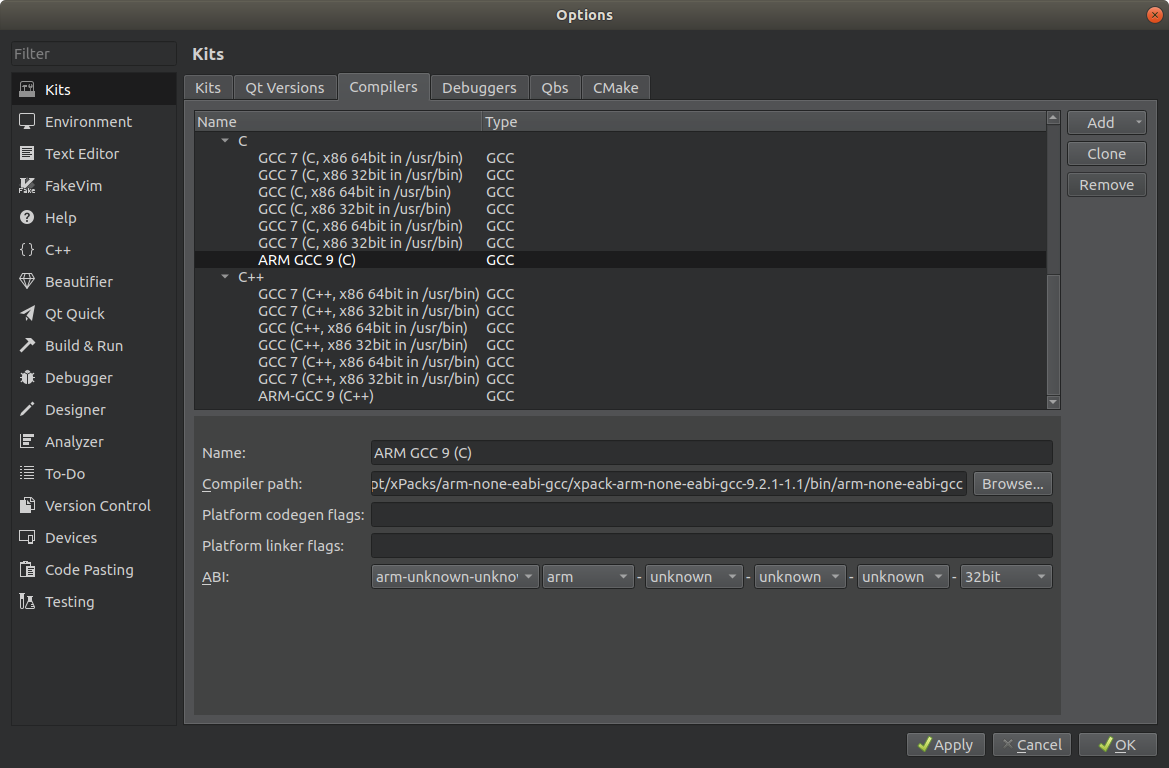 Options
Filter
Kits
Environment
Text Editor
FakeVim
Help
C++
Beautifier
Qt Quick
Build & Run
Debugger
Designer
Analyzer
To-Do
Version Control
Devices
Code Pasting
Testing
Kits
Kits Qt Versions Compilers Debuggers Qbs CMake
Name Type
C
GCC 7 (C, x86 64bit in /usr/bin) GCC
GCC 7 (C, x86 32bit in /usr/bin) GCC
GCC (C, x86 64bit in /usr/bin) GCC
GCC (C, x86 32bit in /usr/bin) GCC
GCC 7 (C, x86 64bit in /usr/bin) GCC
GCC 7 (C, x86 32bit in /usr/bin) GCC
ARM GCC 9 (C) GCC
C++
GCC 7 (C++, x86 64bit in /usr/bin) GCC
GCC 7 (C++, x86 32bit in /usr/bin) GCC
GCC (C++, x86 64bit in /usr/bin) GCC
GCC (C++, x86 32bit in /usr/bin) GCC
GCC 7 (C++, x86 64bit in /usr/bin) GCC
GCC 7 (C++, x86 32bit in /usr/bin) GCC
ARM-GCC 9 (C++) GCC
Add
Clone
Remove
Name: ARM GCC 9 (C)
Compiler path: pt/xPacks/arm-none-eabi-gcc/xpack-arm-none-eabi-gcc-9.2.1-1.1/bin/arm-none-eabi-gcc Browse...
Platform codegen flags:
Platform linker flags:
ABI: arm-unknown-unknov arm - unknown - unknown - unknown - 32bit
Apply Cancel OK